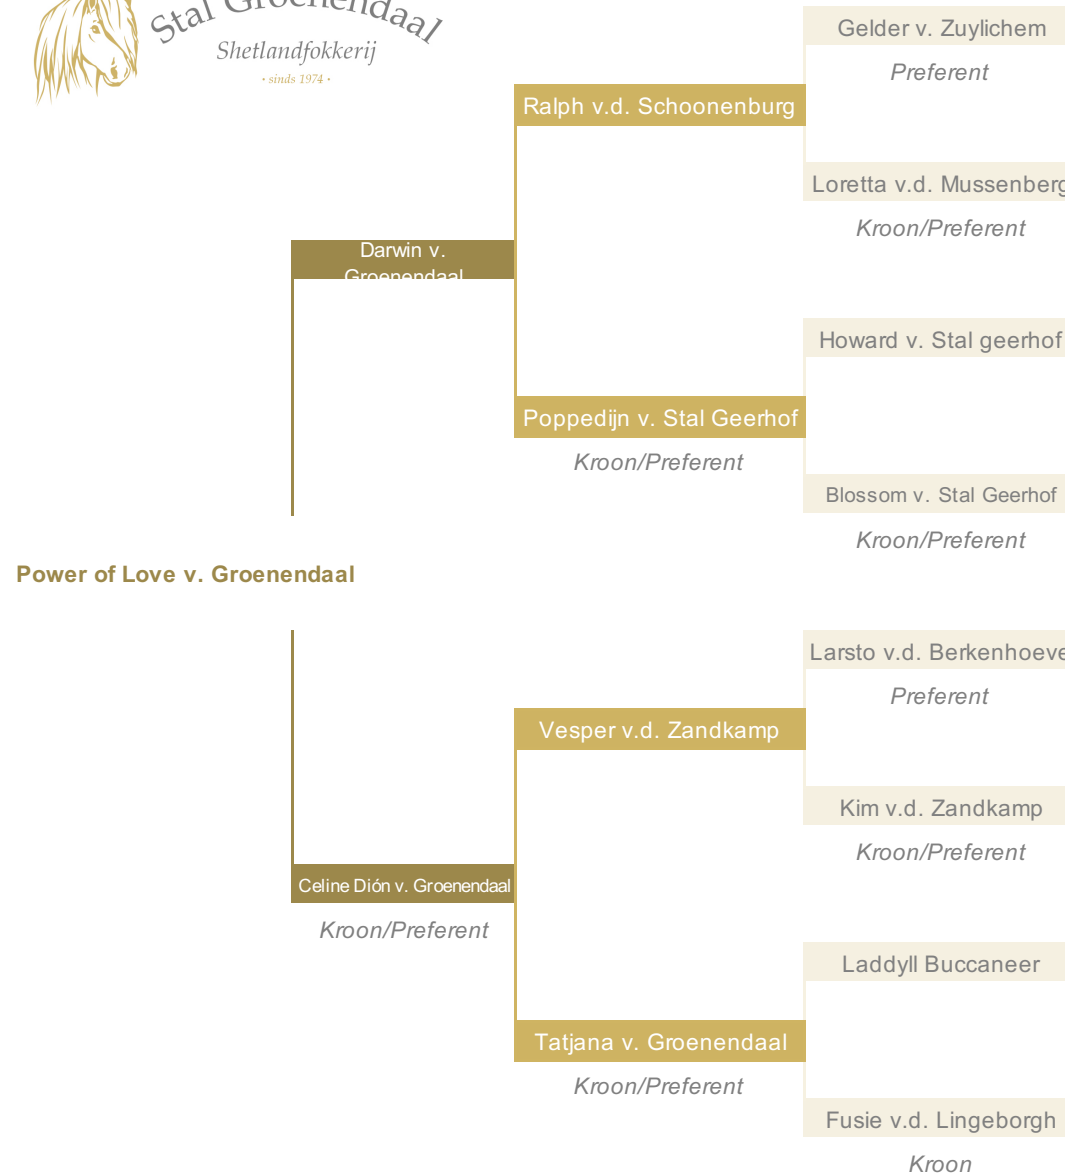 Stal Groenendaal
Shetlandfokkerij
· sinds 1974 ·
Gelder v. Zuylichem
Preferent
Ralph v.d. Schoonenburg
Loretta v.d. Mussenberg
Kroon/Preferent
Darwin v.
Groenendaal
Howard v. Stal geerhof
Poppedijn v. Stal Geerhof
Kroon/Preferent
Blossom v. Stal Geerhof
Kroon/Preferent
Power of Love v. Groenendaal
Larsto v.d. Berkenhoeve
Preferent
Vesper v.d. Zandkamp
Kim v.d. Zandkamp
Kroon/Preferent
Celine Dión v. Groenendaal
Kroon/Preferent
Laddyll Buccaneer
Tatjana v. Groenendaal
Kroon/Preferent
Fusie v.d. Lingeborgh
Kroon